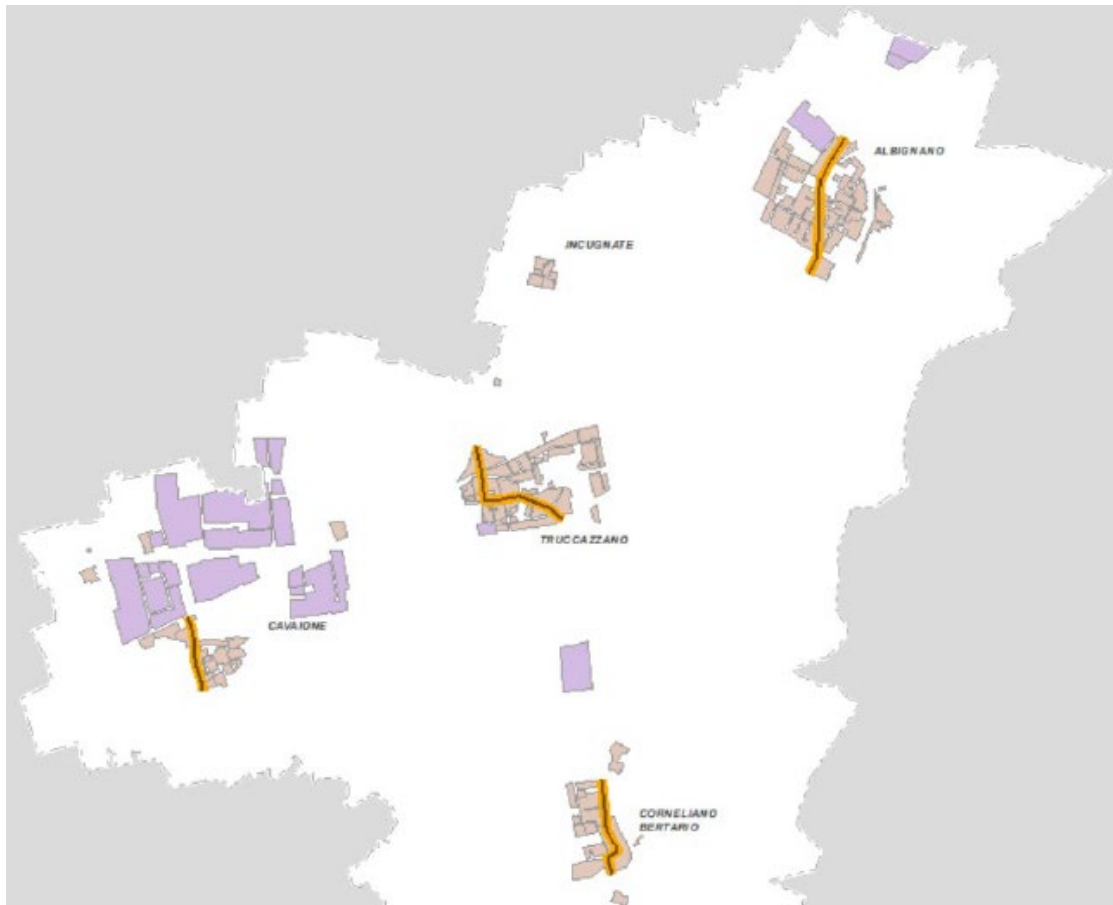 ALBIGNANO
INCUGNATE
TRUCCAZZANO
CAVAIONE
CORNELIANO
BERTARIO